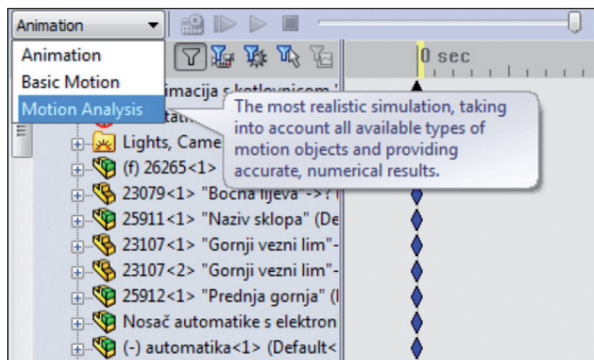 Animation
0 sec
Animation
Basic Motion
Motion Analysis
imacija s kotlovnicom
The most realistic simulation, taking
into account all available types of
motion objects and providing
accurate, numerical results.
Lights, Came
(f) 26265<1>
23079<1> "Bočna lijeva"->?
25911<1> "Naziv sklopa" (De
23107<1> "Gornji vezni lim"-
23107<2> "Gornji vezni lim"-
25912<1> "Prednja gornja" (
Nosač automatike s elektron
(-) automatika<1> (Default<